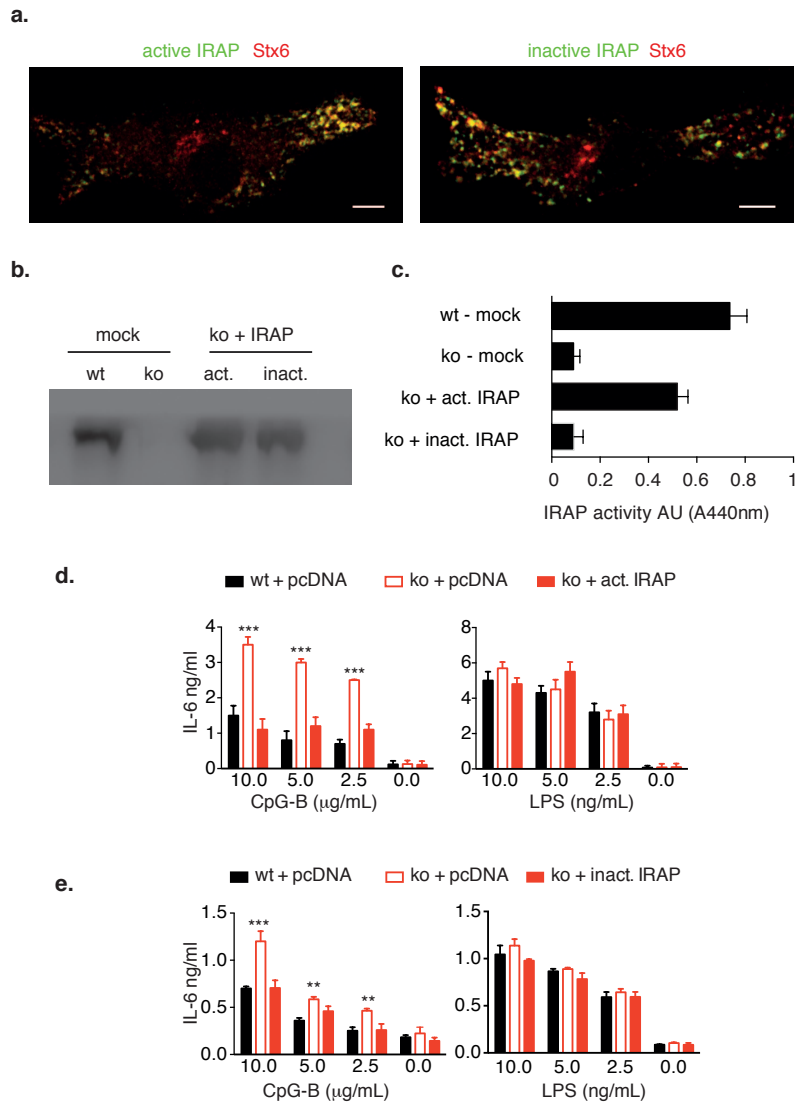 a.
active IRAP Stx6
inactive IRAP Stx6
b.
mock
ko + IRAP
wt
ko
act.
inact.
c.
wt - mock
ko - mock
ko + act. IRAP
ko + inact. IRAP
0 0.2 0.4 0.6 0.8 1
IRAP activity AU (A440nm)
d.
wt + pcDNA
ko + pcDNA
ko + act. IRAP
IL-6 ng/ml
4
3
2
1
0
***
***
***
10.0 5.0 2.5 0.0
CpG-B (μg/mL)
8
6
4
2
0
10.0 5.0 2.5 0.0
LPS (ng/mL)
e.
wt + pcDNA
ko + pcDNA
ko + inact. IRAP
IL-6 ng/ml
1.5
1.0
0.5
0.0
***
**
**
10.0 5.0 2.5 0.0
CpG-B (μg/mL)
1.5
1.0
0.5
0.0
10.0 5.0 2.5 0.0
LPS (ng/mL)